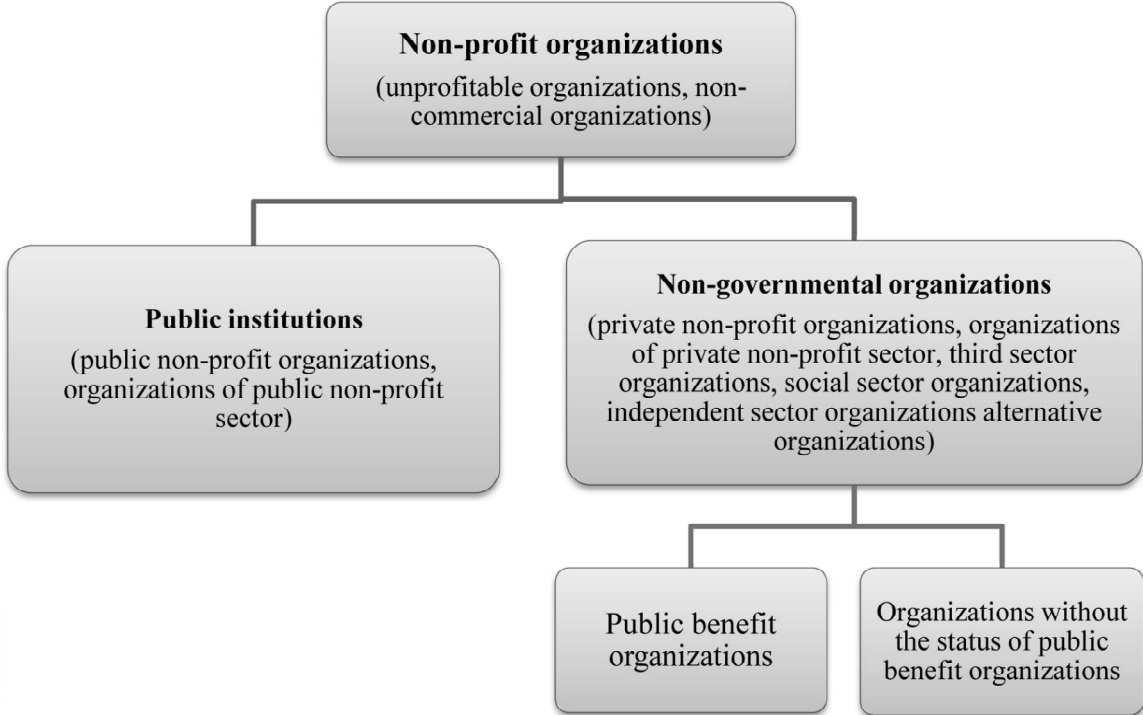 Non-profit organizations
(unprofitable organizations, non-
commercial organizations)
Public institutions
(public non-profit organizations,
organizations of public non-profit
sector)
Non-governmental organizations
(private non-profit organizations, organizations
of private non-profit sector, third sector
organizations, social sector organizations,
independent sector organizations alternative
organizations)
Public benefit
organizations
Organizations without
the status of public
benefit organizations